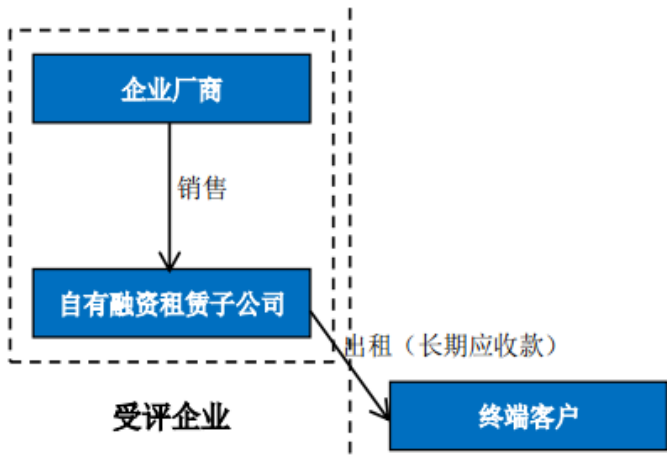 企业厂商
销售
自有融资租赁子公司
出租（长期应收款）
受评企业
终端客户